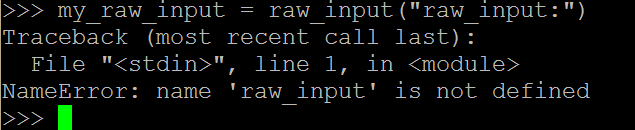 >>> my_raw_input = raw_input("raw_input:")
Traceback (most recent call last):
  File "<stdin>", line 1, in <module>
NameError: name 'raw_input' is not defined
>>>